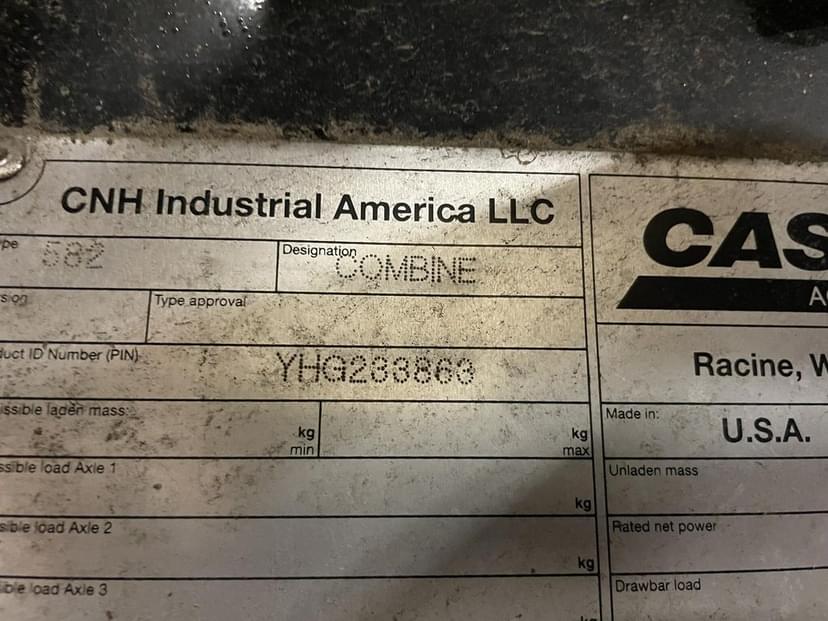 CNH Industrial America LLC
CAS
pe 582
Designation COMBINE
A
sion
Type approval
duct ID Number (PIN) YHG233863
Racine, W
issible laden mass:
kg min
kg max
Made in: U.S.A.
ssible load Axle 1
kg
Unladen mass
ssible load Axle 2
kg
Rated net power
ible load Axle 3
Drawbar load